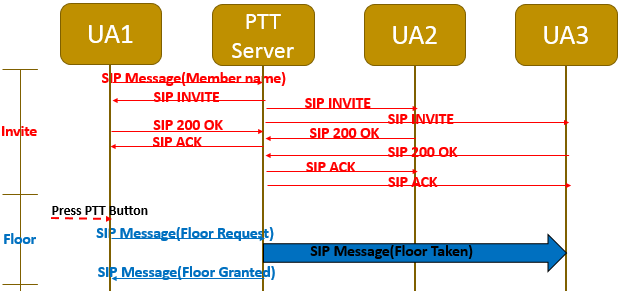 UA1
PTT
Server
UA2
UA3
SIP Message(Member name)
SIP INVITE
SIP INVITE
SIP INVITE
Invite
SIP 200 OK
SIP 200 OK
SIP ACK
SIP 200 OK
SIP ACK
SIP ACK
Press PTT Button
Floor
SIP Message(Floor Request)
SIP Message(Floor Taken)
SIP Message(Floor Granted)